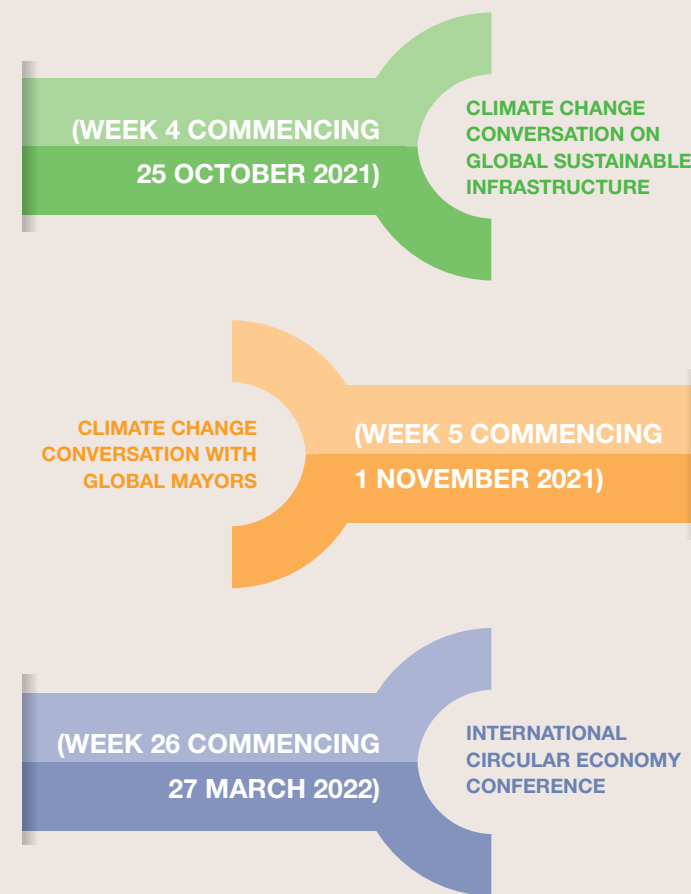 (WEEK 4 COMMENCING
25 OCTOBER 2021)
CLIMATE CHANGE
CONVERSATION ON
GLOBAL SUSTAINABLE
INFRASTRUCTURE
CLIMATE CHANGE
CONVERSATION WITH
GLOBAL MAYORS
(WEEK 5 COMMENCING
1 NOVEMBER 2021)
(WEEK 26 COMMENCING
27 MARCH 2022)
INTERNATIONAL
CIRCULAR ECONOMY
CONFERENCE